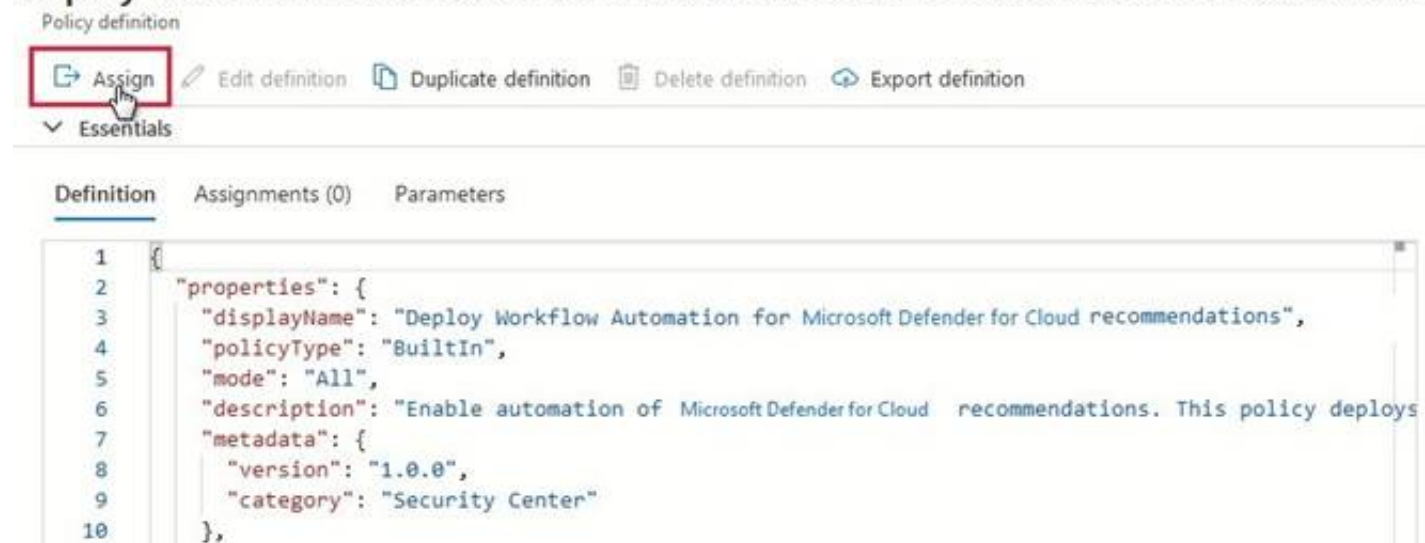 Policy definition
Assign Edit definition Duplicate definition Delete definition Export definition
Essentials
Definition Assignments (0) Parameters
1 {
2 "properties": {
3 "displayName": "Deploy Workflow Automation for Microsoft Defender for Cloud recommendations",
4 "policyType": "BuiltIn",
5 "mode": "All",
6 "description": "Enable automation of Microsoft Defender for Cloud recommendations. This policy deploys
7 "metadata": {
8 "version": "1.0.0",
9 "category": "Security Center"
10 },